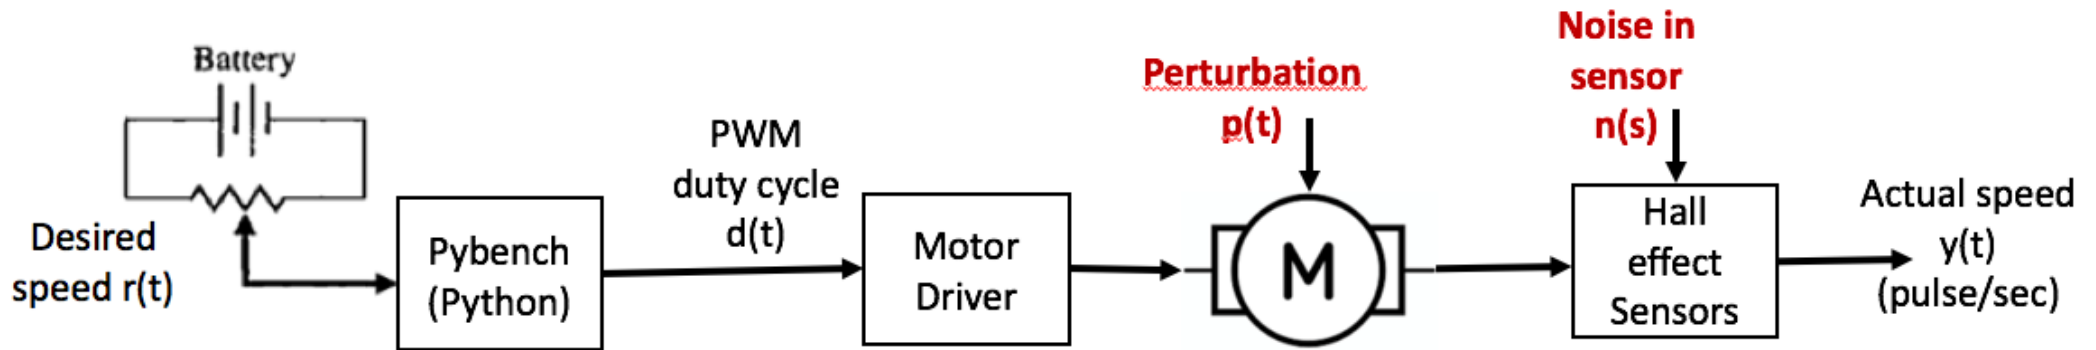 Battery
Desired
speed r(t)
Pybench
(Python)
PWM
duty cycle
d(t)
Motor
Driver
Perturbation
p(t)
M
Noise in
sensor
n(s)
Hall
effect
Sensors
Actual speed
y(t)
(pulse/sec)